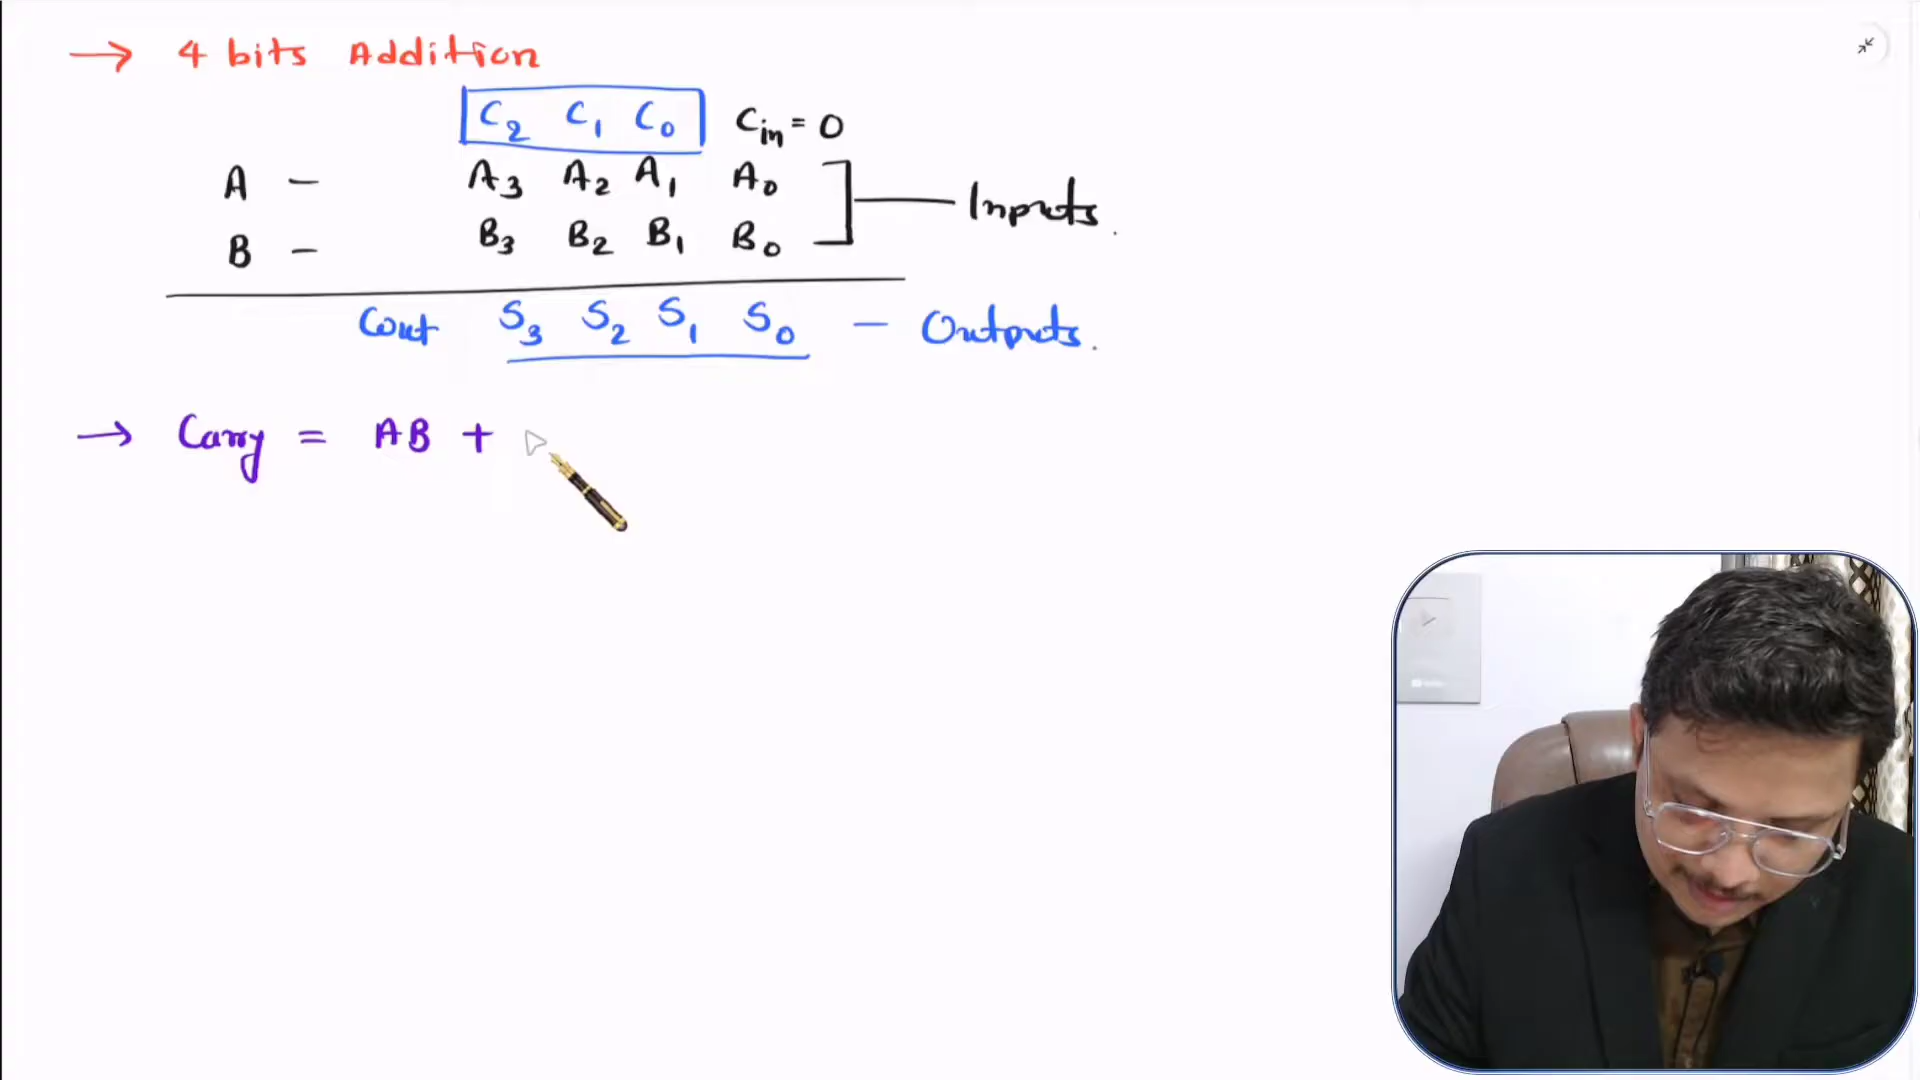 → 4 bits Addition
C₂ C₁ C₀ Cin = 0
A - A₃ A₂ A₁ A₀
B - B₃ B₂ B₁ B₀ Inputs.
Cout S₃ S₂ S₁ S₀ - Outputs.
→ Carry = AB +